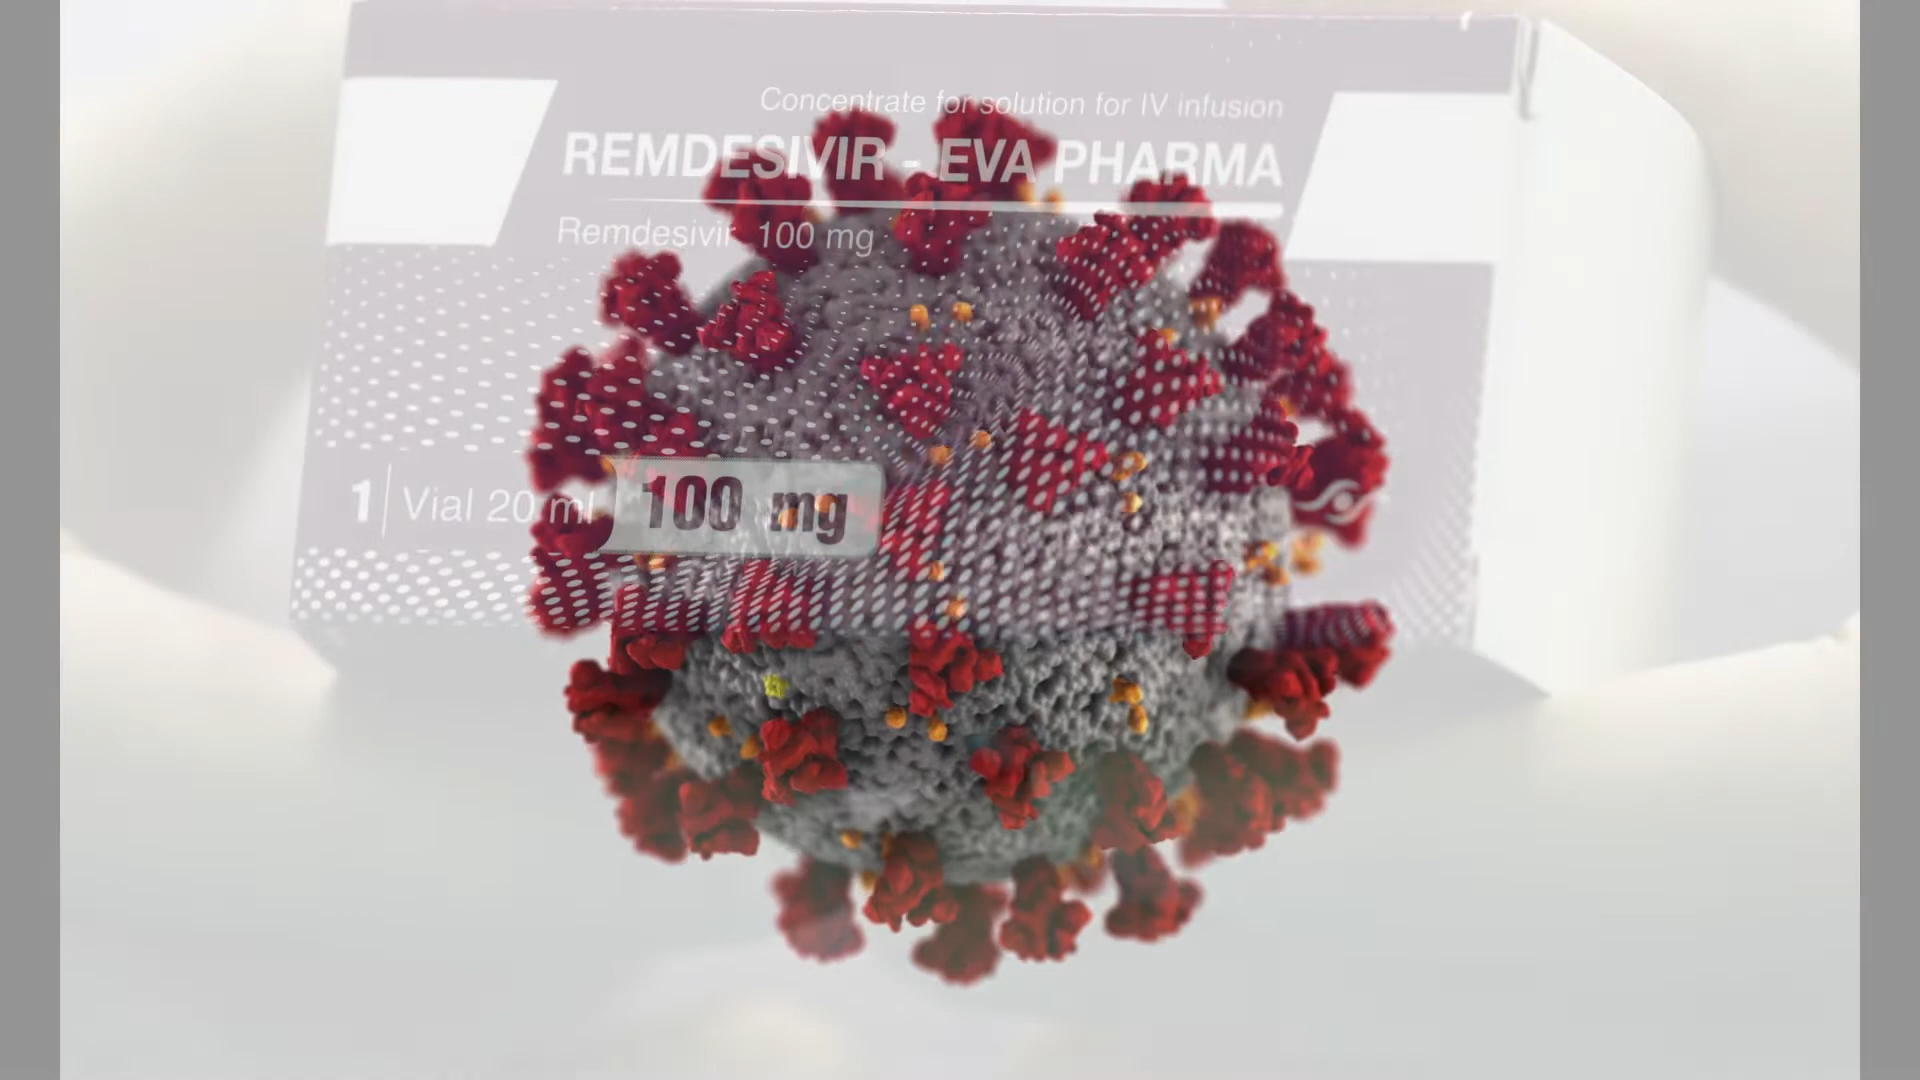 Concentrate for solution for IV infusion
REMDESIVIR - EVA PHARMA
Remdesivir 100 mg
1 Vial 20 ml 100 mg